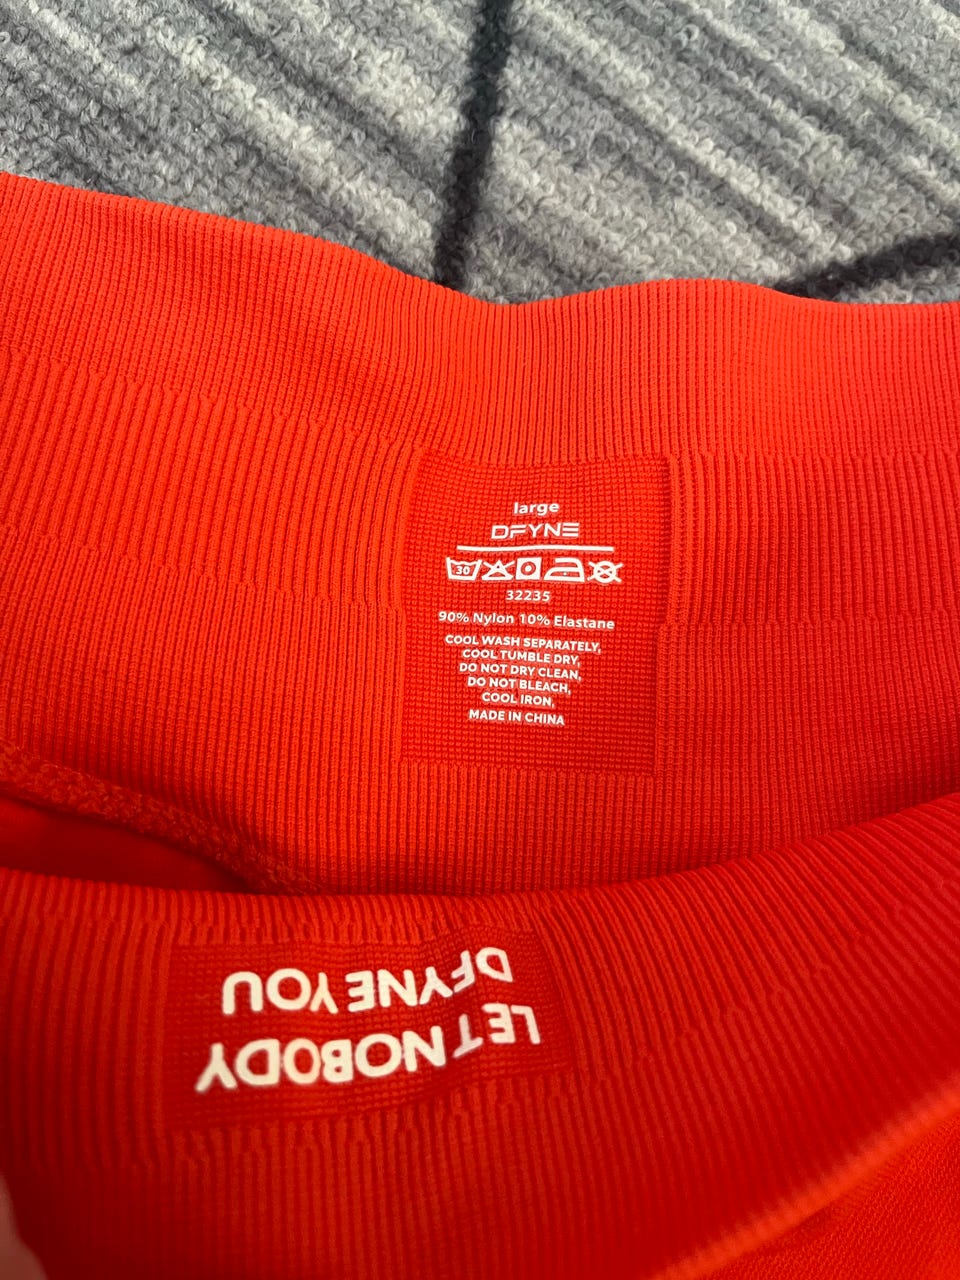 large
DFYNE
30
32235
90% Nylon 10% Elastane
COOL WASH SEPARATELY,
COOL TUMBLE DRY,
DO NOT DRY CLEAN,
DO NOT BLEACH,
COOL IRON,
MADE IN CHINA
LET NOBODY
DFYNE YOU